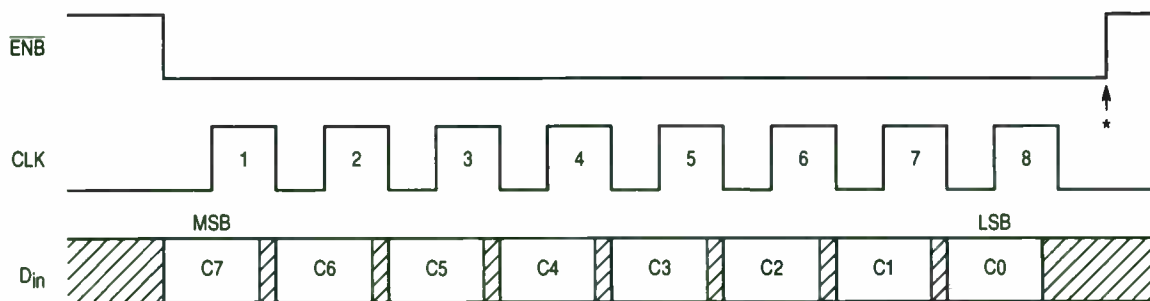 ENB
*
CLK 1 2 3 4 5 6 7 8
MSB LSB
Din C7 C6 C5 C4 C3 C2 C1 C0